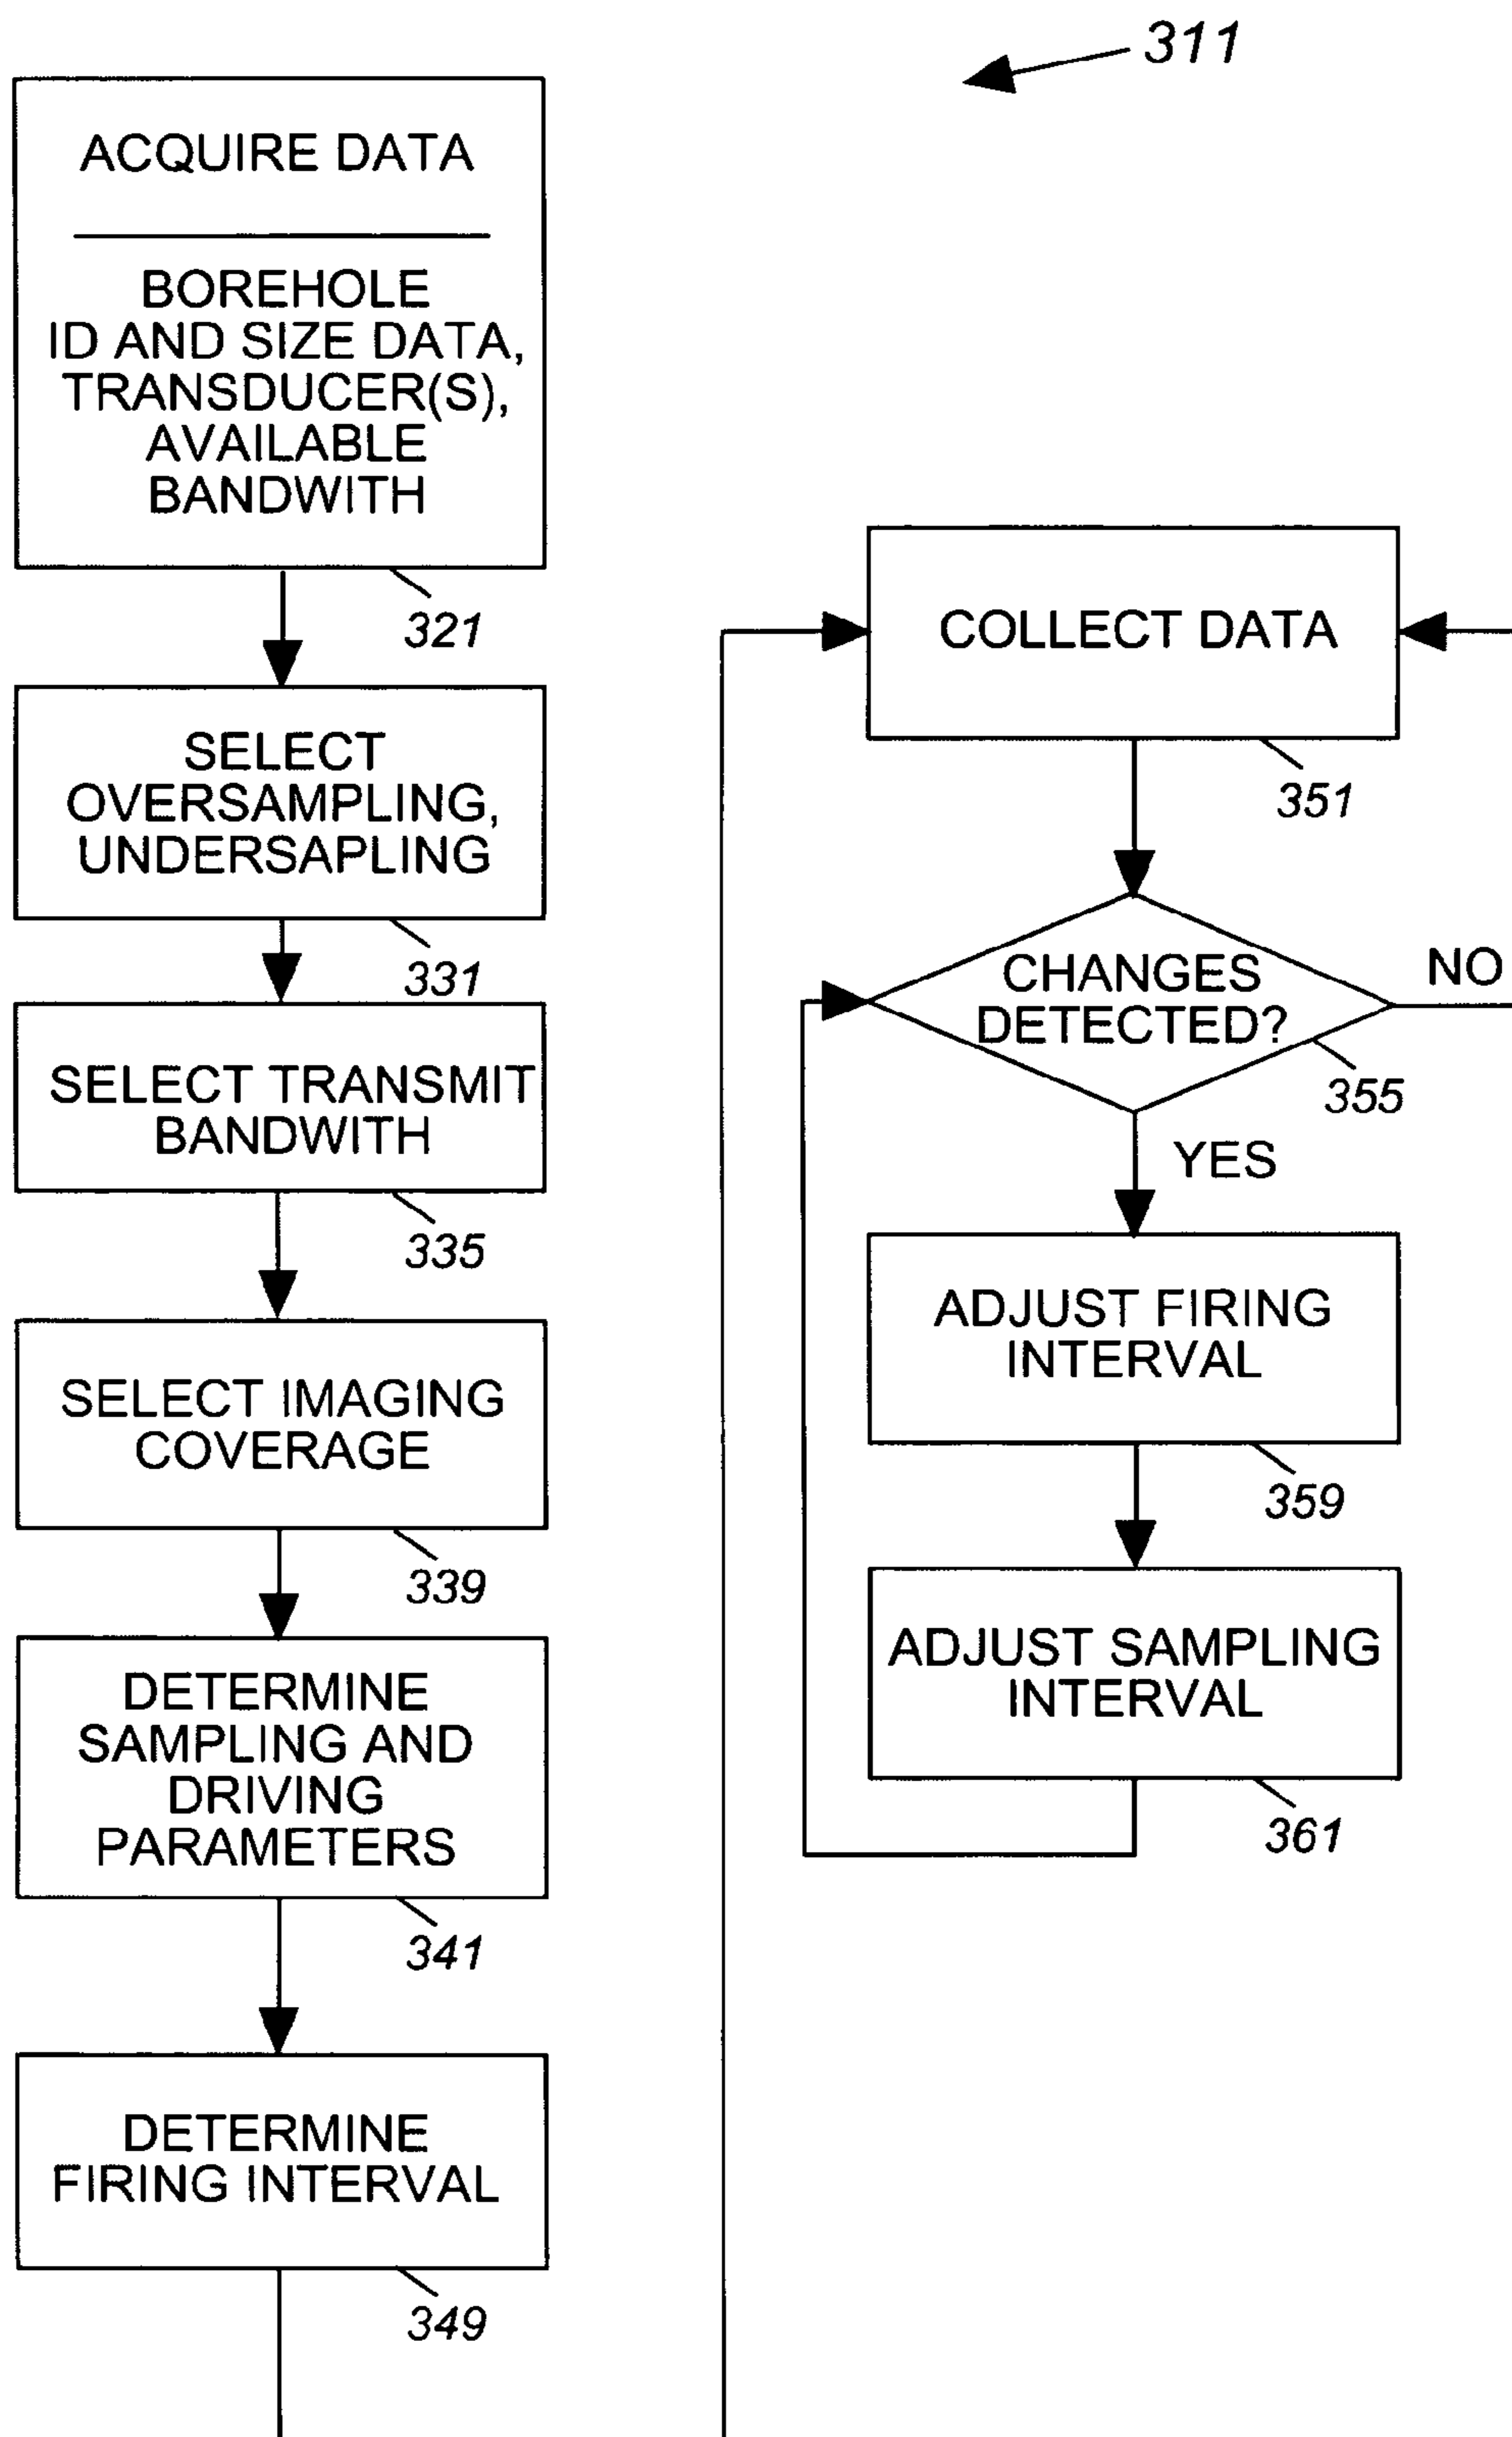 311
ACQUIRE DATA
BOREHOLE
ID AND SIZE DATA,
TRANSDUCER(S),
AVAILABLE
BANDWITH
321
SELECT
OVERSAMPLING,
UNDERSAPLING
331
SELECT TRANSMIT
BANDWITH
335
SELECT IMAGING
COVERAGE
339
DETERMINE
SAMPLING AND
DRIVING
PARAMETERS
341
DETERMINE
FIRING INTERVAL
349
COLLECT DATA
351
CHANGES
DETECTED?
355
NO
YES
ADJUST FIRING
INTERVAL
359
ADJUST SAMPLING
INTERVAL
361